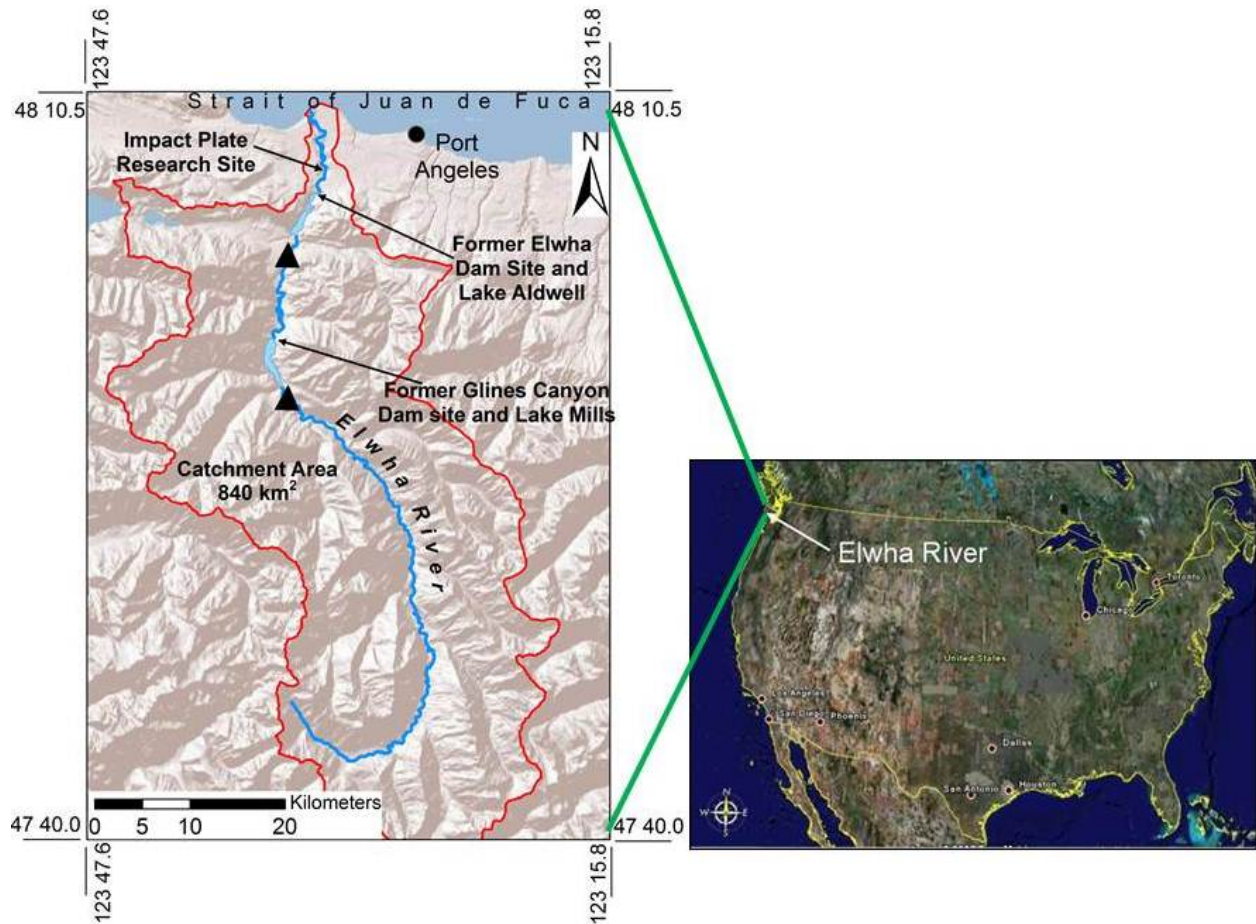 123 47.6
123 15.8
48 10.5
48 10.5
Strait of Juan de Fuca
Impact Plate
Research Site
Port
Angeles
N
Former Elwha
Dam Site and
Lake Aldwell
Former Glines Canyon
Dam site and Lake Mills
Elwha River
Catchment Area
840 km²
Kilometers
0 5 10 20
47 40.0
47 40.0
123 47.6
123 15.8
Elwha River
Toronto
Chicago
United States
Los Angeles
San Diego
Phoenix
Dallas
San Antonio
Houston
N
W
E
S